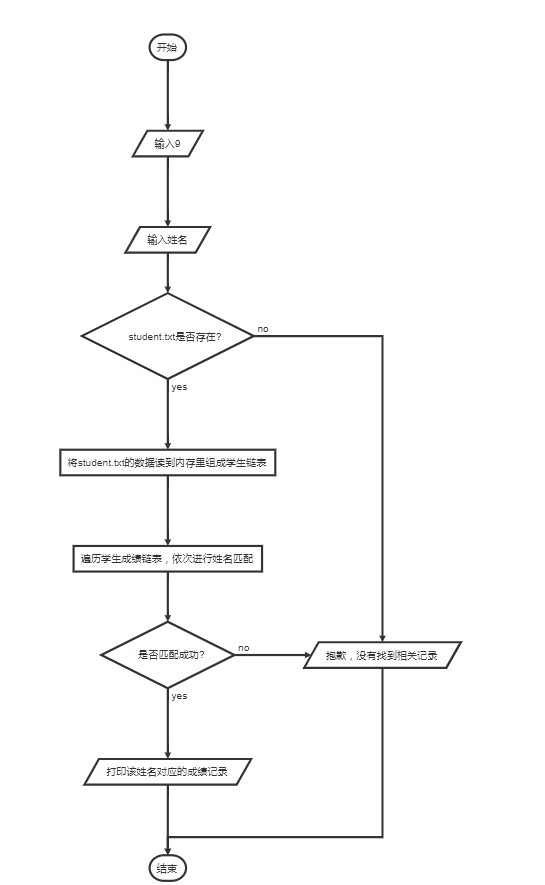 开始
输入9
输入姓名
student.txt是否存在?
no
yes
将student.txt的数据读到内存里组成学生链表
遍历学生成绩链表，依次进行姓名匹配
是否匹配成功?
no
抱歉，没有找到相关记录
yes
打印该姓名对应的成绩记录
结束